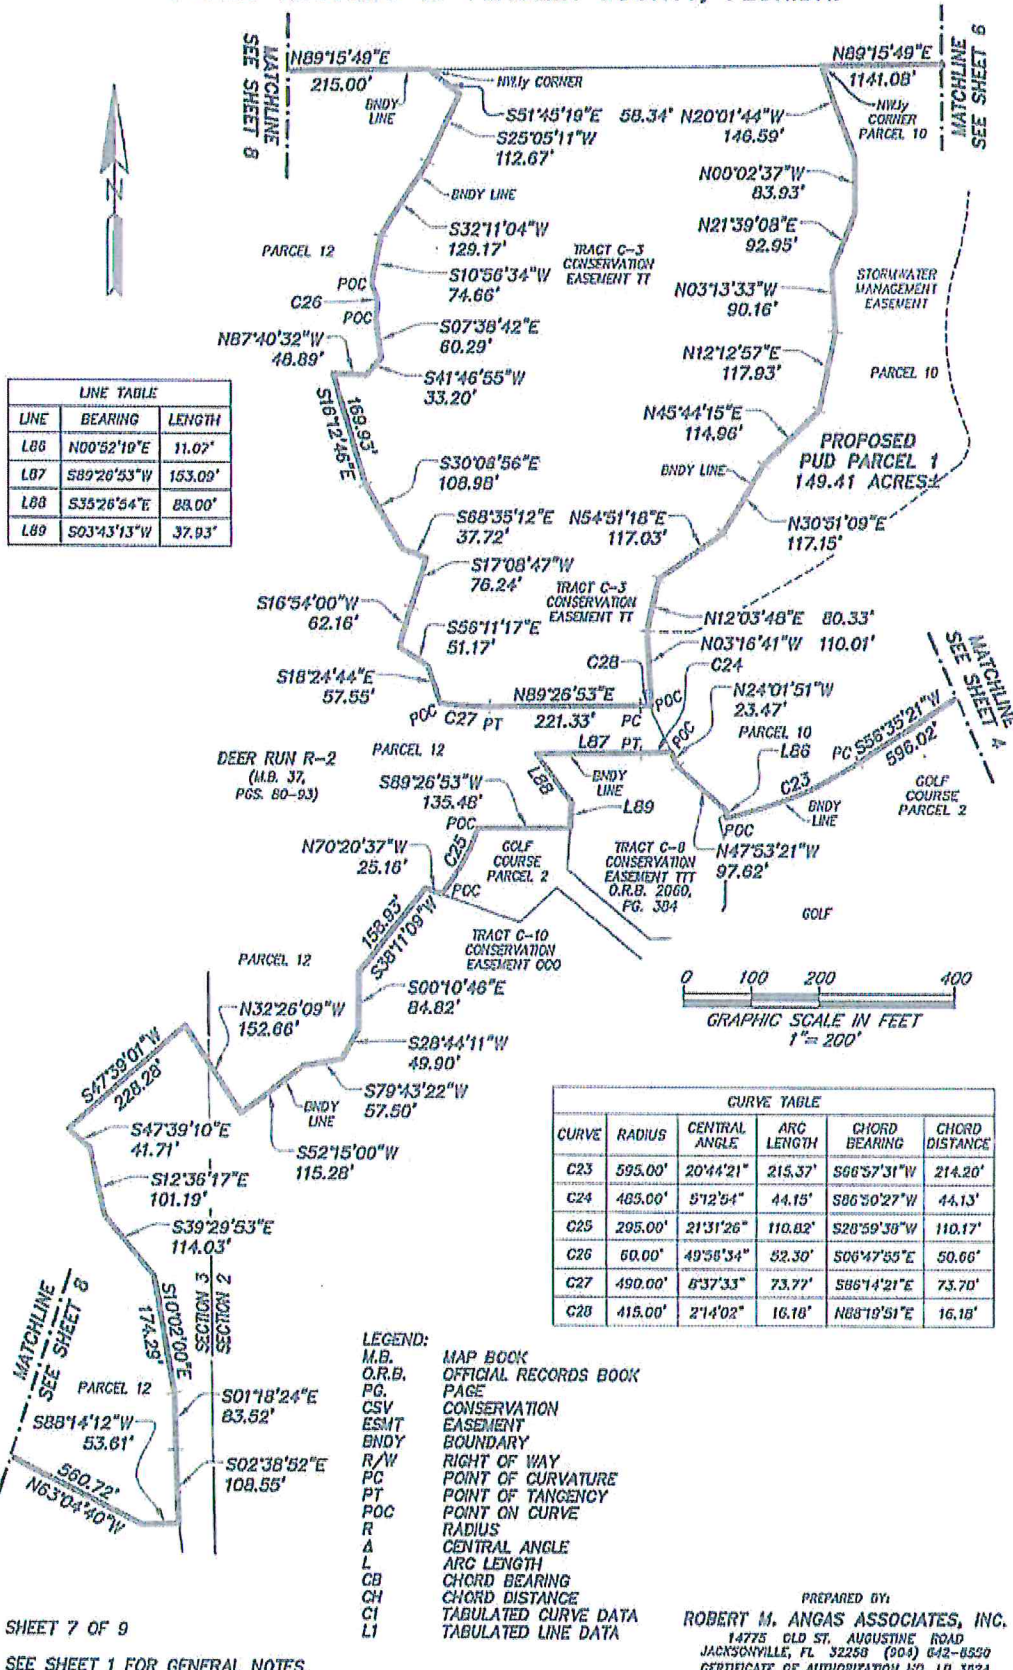 MATCHLINE
SEE SHEET 8
N89°15'49"E
215.00'
BNDY
LINE
NWly CORNER
S51°45'19"E 58.34'
N89°15'49"E
1141.08'
NWly
CORNER
PARCEL 10
MATCHLINE
SEE SHEET 6
N
S25°05'11"W
112.67'
BNDY LINE
S32°11'04"W
129.17'
PARCEL 12
S10°56'34"W
74.66'
POC
C26
POC
S07°38'42"E
60.29'
N87°40'32"W
48.89'
S41°46'55"W
33.20'
TRACT C-3
CONSERVATION
EASEMENT TT
N20°01'44"W
146.59'
N00°02'37"W
83.93'
N21°39'08"E
92.95'
N03°13'33"W
90.16'
STORMWATER
MANAGEMENT
EASEMENT
N12°12'57"E
117.93'
PARCEL 10
N45°44'15"E
114.96'
PROPOSED
PUD PARCEL 1
149.41 ACRES±
BNDY LINE
LINE TABLE
LINE BEARING LENGTH
L86 N00°52'19"E 11.07'
L87 S89°26'53"W 153.09'
L88 S35°26'54"E 88.00'
L89 S03°43'13"W 37.93'
169.93'
S16°12'46"E
S30°08'56"E
108.98'
S68°35'12"E
37.72'
N54°51'18"E
117.03'
N30°51'09"E
117.15'
S17°08'47"W
76.24'
TRACT C-3
CONSERVATION
EASEMENT TT
S16°54'00"W
62.16'
S56°11'17"E
51.17'
N12°03'48"E 80.33'
N03°16'41"W 110.01'
C28
C24
S18°24'44"E
57.55'
POC
C27
PT
N89°26'53"E
221.33'
PC
POC
N24°01'51"W
23.47'
MATCHLINE
SEE SHEET 4
PARCEL 10
L86
PC
S56°35'21"W
596.02'
DEER RUN R-2
(M.B. 37,
PGS. 80-93)
PARCEL 12
L87
PT
POC
L88
BNDY
LINE
L89
C23
BNDY
LINE
POC
GOLF
COURSE
PARCEL 2
S89°26'53"W
135.48'
POC
N70°20'37"W
25.16'
C25
POC
GOLF
COURSE
PARCEL 2
TRACT C-8
CONSERVATION
EASEMENT TTT
O.R.B. 2060,
PG. 384
N47°53'21"W
97.62'
GOLF
158.93'
S38°11'09"W
TRACT C-10
CONSERVATION
EASEMENT OOO
PARCEL 12
S00°10'46"E
84.82'
0 100 200 400
GRAPHIC SCALE IN FEET
1"= 200'
N32°26'09"W
152.66'
S28°44'11"W
49.90'
S47°39'01"W
228.28'
S79°43'22"W
57.50'
BNDY
LINE
S47°39'10"E
41.71'
S52°15'00"W
115.28'
S12°36'17"E
101.19'
S39°29'53"E
114.03'
CURVE TABLE
CURVE RADIUS CENTRAL ANGLE ARC LENGTH CHORD BEARING CHORD DISTANCE
C23 595.00' 20°44'21" 215.37' S66°57'31"W 214.20'
C24 485.00' 5°12'54" 44.15' S86°50'27"W 44.13'
C25 295.00' 21°31'26" 110.82' S28°59'38"W 110.17'
C26 60.00' 49°56'34" 52.30' S06°47'55"E 50.66'
C27 490.00' 8°37'33" 73.77' S86°14'21"E 73.70'
C28 415.00' 2°14'02" 16.18' N88°19'51"E 16.18'
MATCHLINE
SEE SHEET 8
S10°02'00"E
174.29'
SECTION 3
SECTION 2
PARCEL 12
S01°18'24"E
83.52'
S88°14'12"W
53.61'
S02°38'52"E
108.55'
560.72'
N63°04'40"W
LEGEND:
M.B. MAP BOOK
O.R.B. OFFICIAL RECORDS BOOK
PG. PAGE
CSV CONSERVATION
ESMT EASEMENT
BNDY BOUNDARY
R/W RIGHT OF WAY
PC POINT OF CURVATURE
PT POINT OF TANGENCY
POC POINT ON CURVE
R RADIUS
Δ CENTRAL ANGLE
L ARC LENGTH
CB CHORD BEARING
CH CHORD DISTANCE
C1 TABULATED CURVE DATA
L1 TABULATED LINE DATA
SHEET 7 OF 9
SEE SHEET 1 FOR GENERAL NOTES
PREPARED BY:
ROBERT M. ANGAS ASSOCIATES, INC.
14775 OLD ST. AUGUSTINE ROAD
JACKSONVILLE, FL 32258 (904) 642-8550
CERTIFICATE OF AUTHORIZATION NO. LB 3624